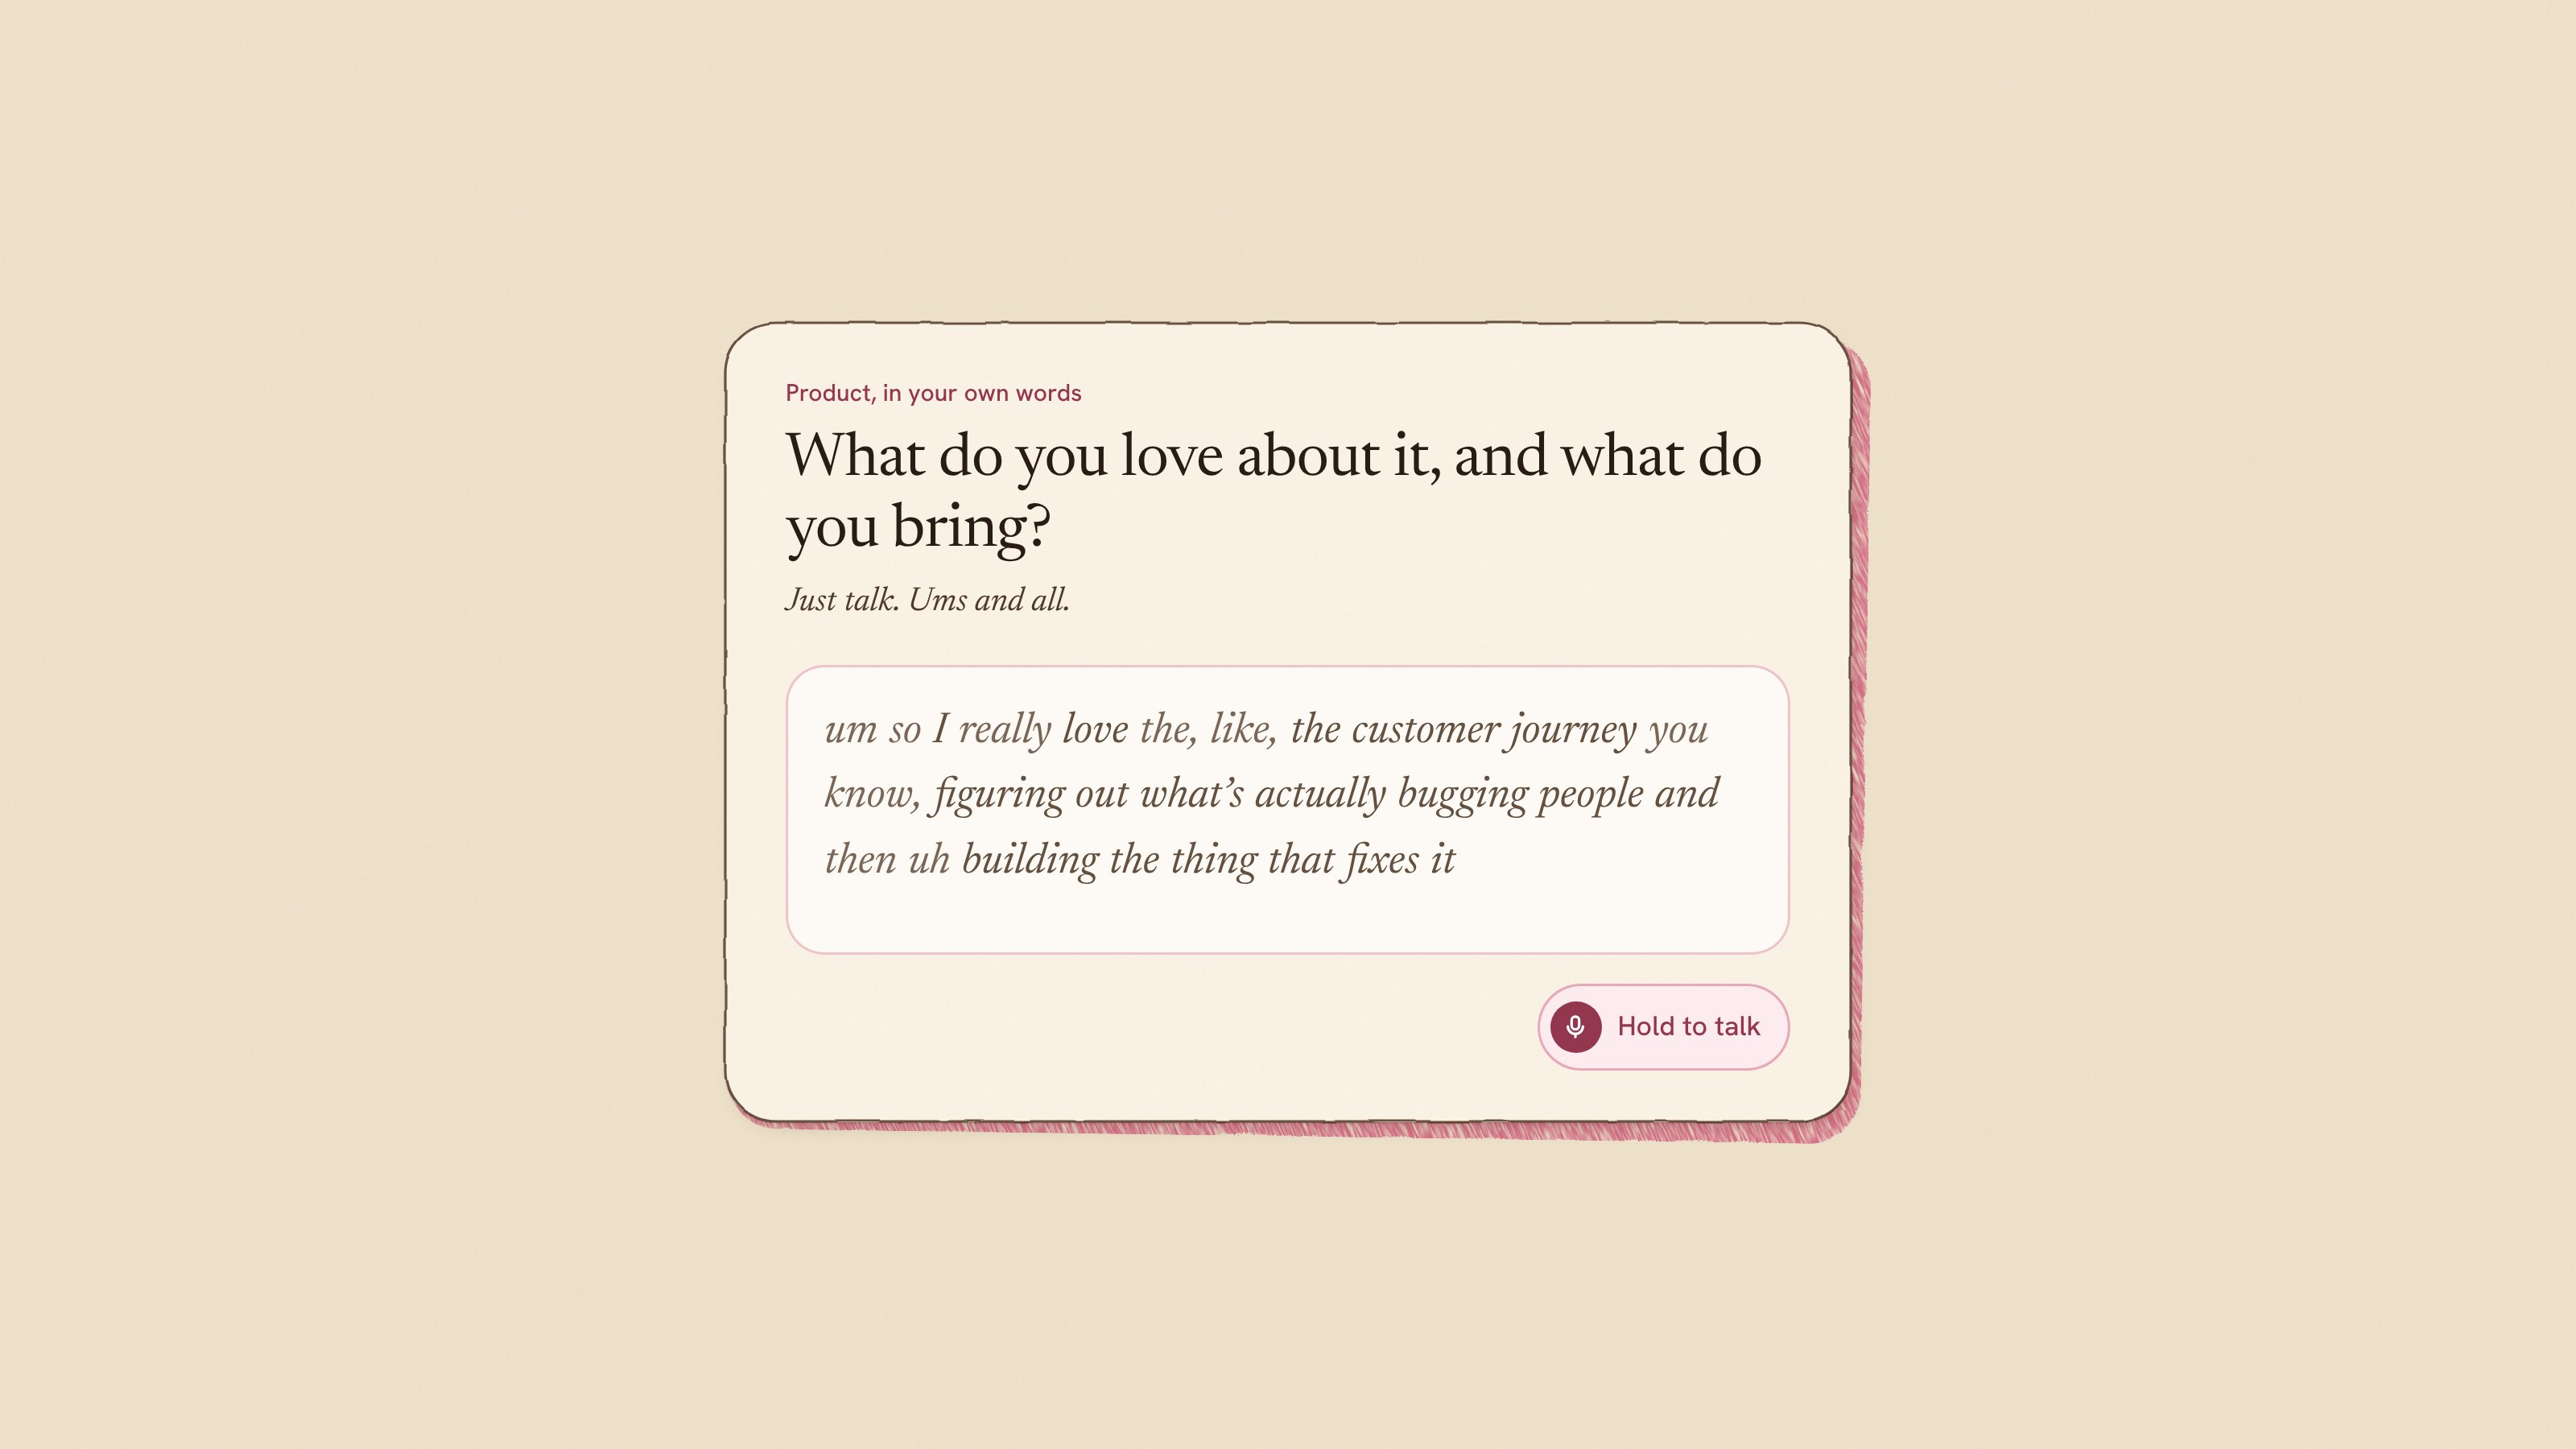 Product, in your own words
What do you love about it, and what do
you bring?
Just talk. Ums and all.
um so I really love the, like, the customer journey you
know, figuring out what’s actually bugging people and
then uh building the thing that fixes it
Hold to talk